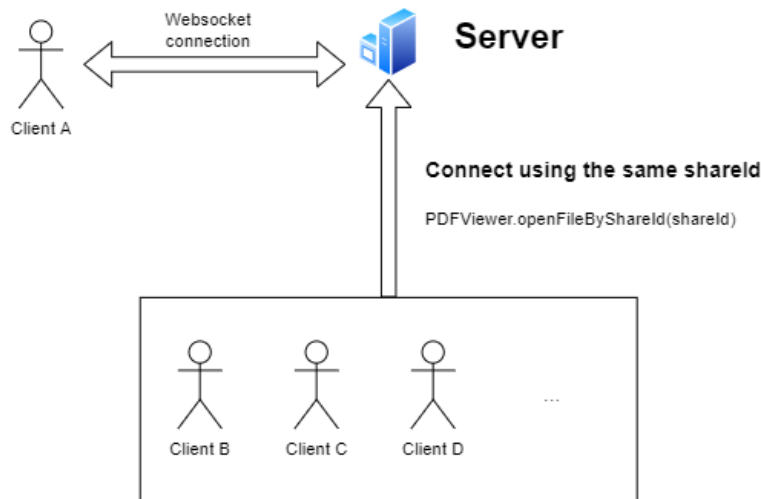 Websocket
connection
Server
Client A
Connect using the same shareId
PDFViewer.openFileByShareId(shareId)
Client B
Client C
Client D
...